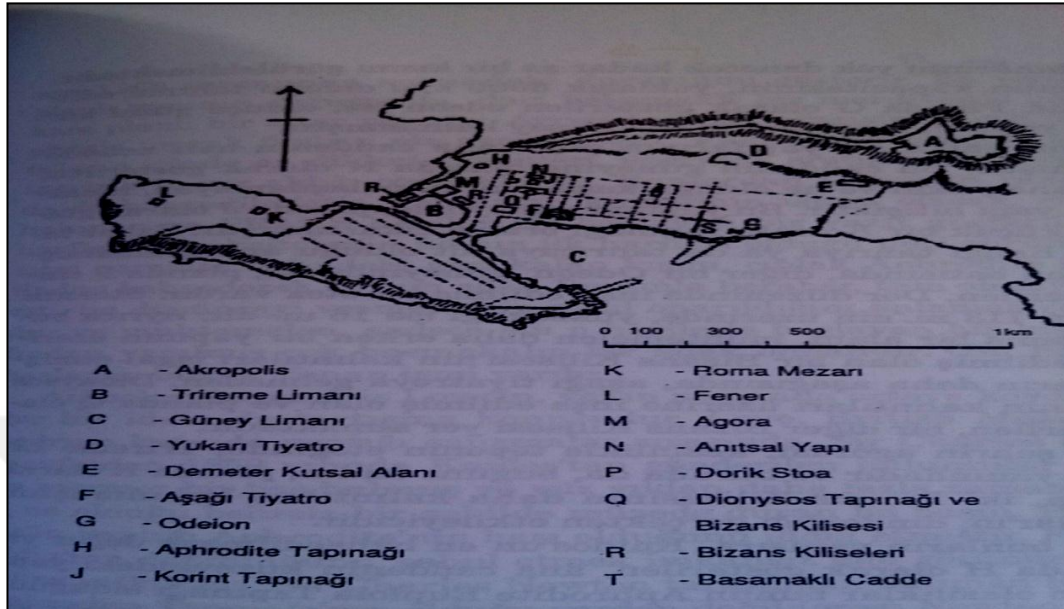 A
D
H
N
J
E
L
K
R
M
R
B
P
Q
F
S
G
C
0 100 300 500 1km
A - Akropolis
B - Trireme Limanı
C - Güney Limanı
D - Yukarı Tiyatro
E - Demeter Kutsal Alanı
F - Aşağı Tiyatro
G - Odeion
H - Aphrodite Tapınağı
J - Korint Tapınağı
K - Roma Mezarı
L - Fener
M - Agora
N - Anıtsal Yapı
P - Dorik Stoa
Q - Dionysos Tapınağı ve
Bizans Kilisesi
R - Bizans Kiliseleri
T - Basamaklı Cadde